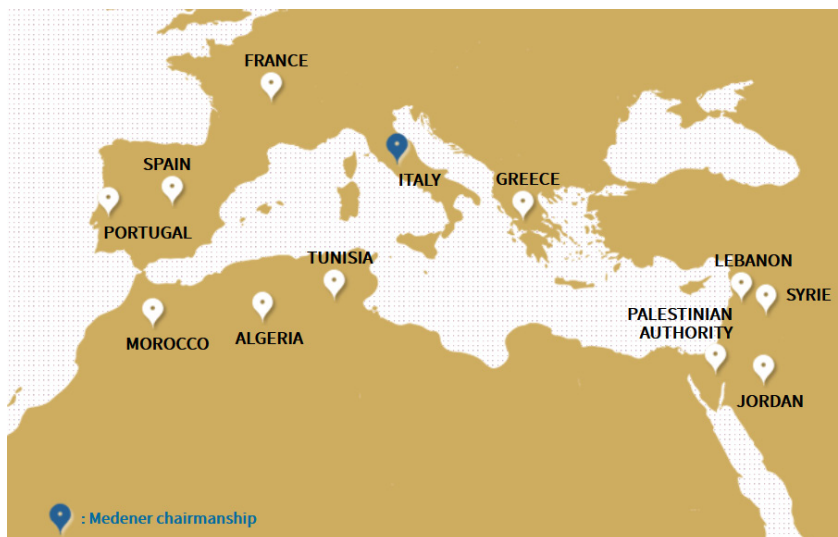 FRANCE
SPAIN
ITALY
GREECE
PORTUGAL
TUNISIA
LEBANON
SYRIE
PALESTINIAN
AUTHORITY
ALGERIA
MOROCCO
JORDAN
: Medener chairmanship